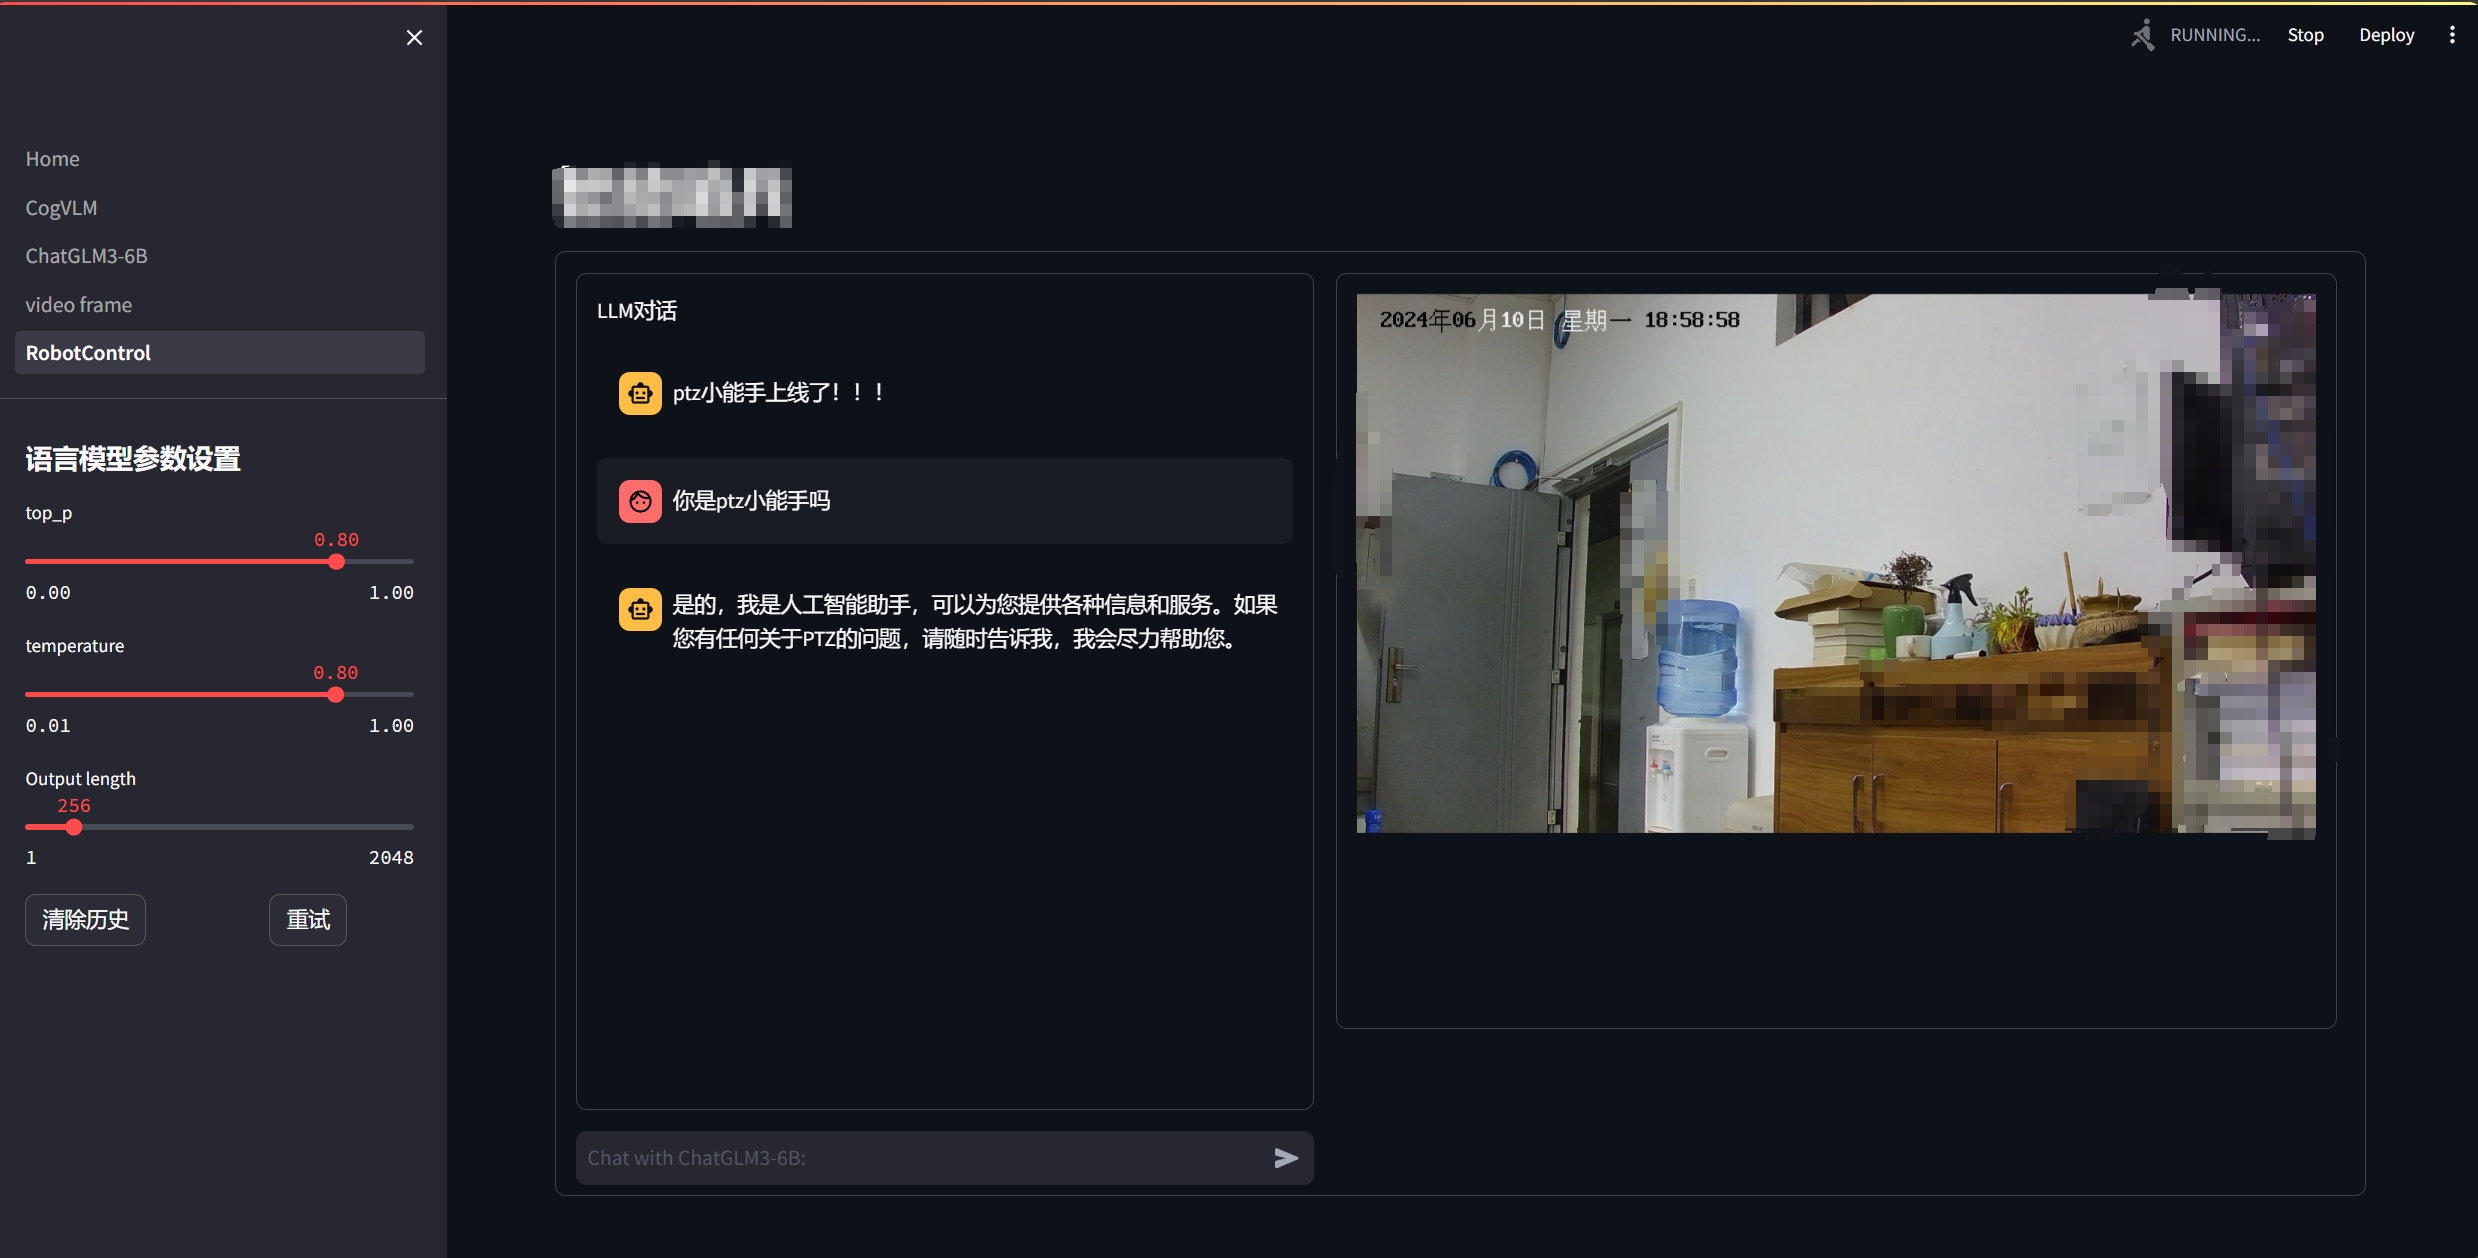 RUNNING...
Stop
Deploy
Home
CogVLM
ChatGLM3-6B
video frame
RobotControl
语言模型参数设置
top_p
0.80
0.00
1.00
temperature
0.80
0.01
1.00
Output length
256
1
2048
清除历史
重试
LLM对话
ptz小能手上线了！！！
你是ptz小能手吗
是的，我是人工智能助手，可以为您提供各种信息和服务。如果
您有任何关于PTZ的问题，请随时告诉我，我会尽力帮助您。
Chat with ChatGLM3-6B:
2024年06月10日 星期一 18:58:58